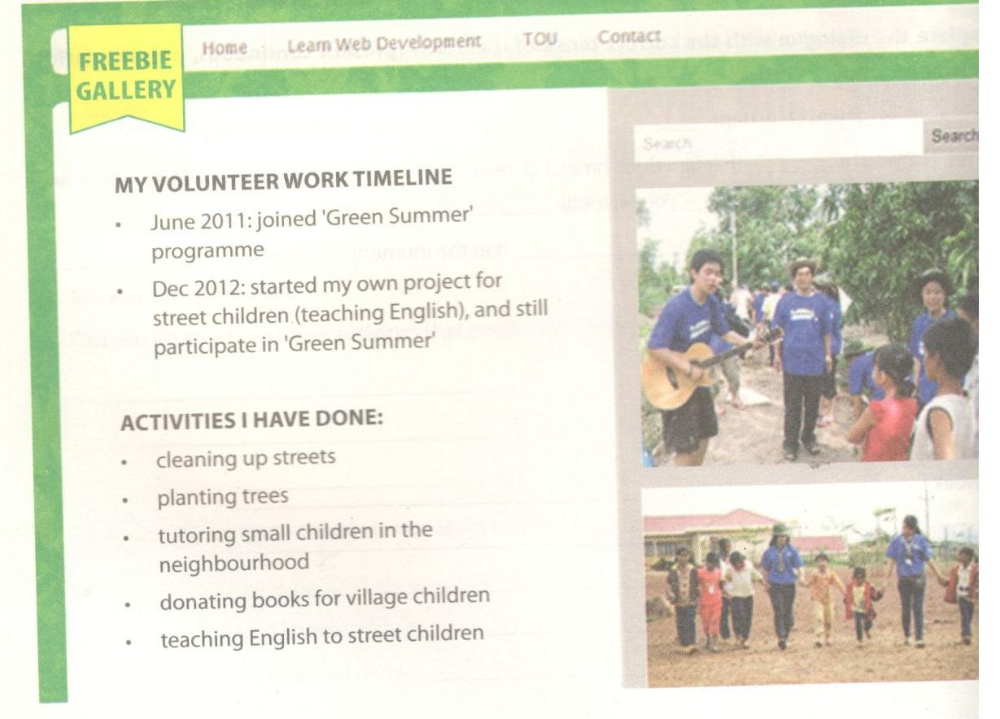 FREEBIE
GALLERY
Home Learn Web Development TOU Contact
MY VOLUNTEER WORK TIMELINE
• June 2011: joined 'Green Summer'
programme
• Dec 2012: started my own project for
street children (teaching English), and still
participate in 'Green Summer'
ACTIVITIES I HAVE DONE:
• cleaning up streets
• planting trees
• tutoring small children in the
neighbourhood
• donating books for village children
• teaching English to street children
Search Search